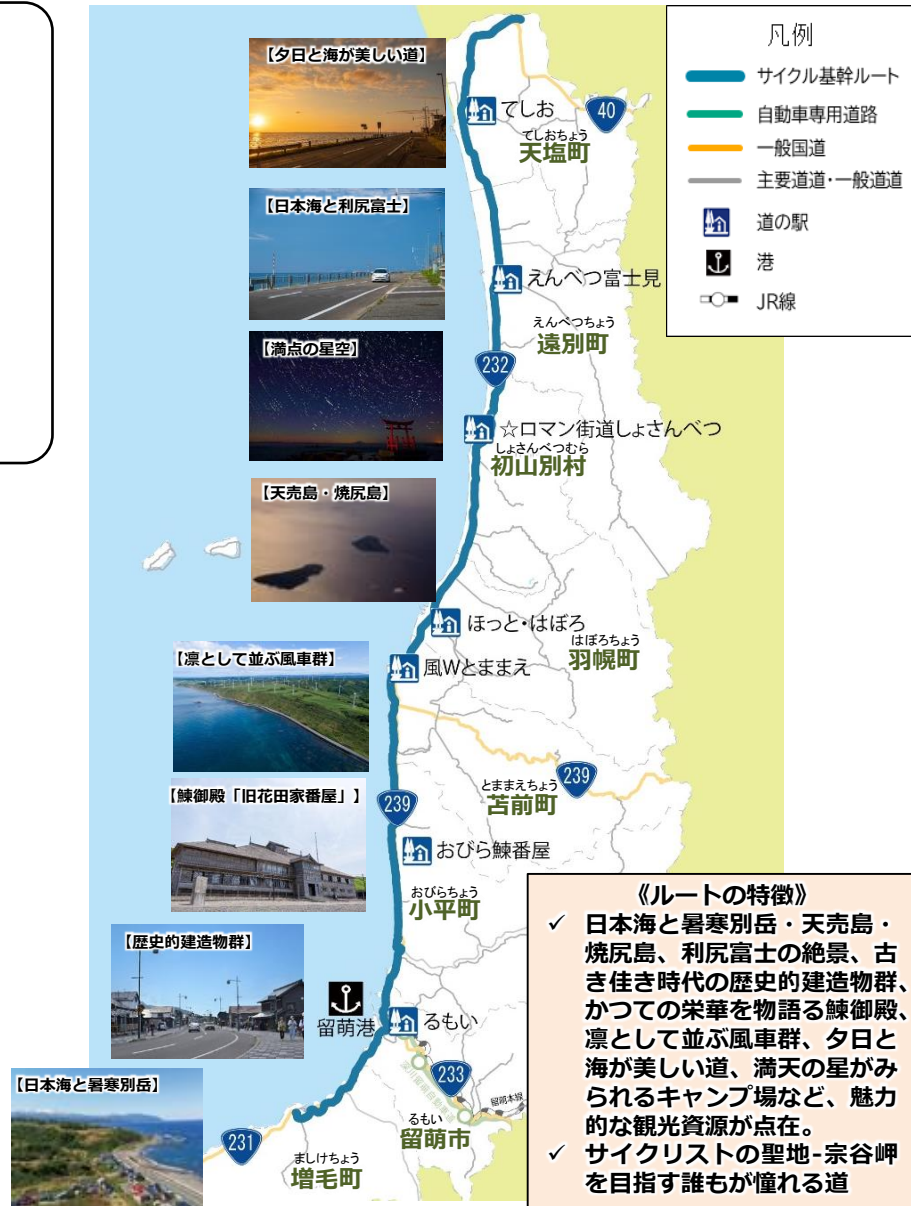 【夕日と海が美しい道】
【日本海と利尻富士】
【満点の星空】
【天売島・焼尻島】
【凛として並ぶ風車群】
【鰊御殿「旧花田家番屋」】
【歴史的建造物群】
【日本海と暑寒別岳】
てしお
40
てしおちょう
天塩町
えんべつ富士見
えんべつちょう
遠別町
232
☆ロマン街道しょさんべつ
しょさんべつむら
初山別村
ほっと・はぼろ
はぼろちょう
羽幌町
風Wとままえ
とままえちょう
苫前町
239
239
おびら鰊番屋
おびらちょう
小平町
留萌港
るもい
233
留萌本線
るもい
留萌市
231
ましけちょう
増毛町
凡例
サイクル基幹ルート
自動車専用道路
一般国道
主要道道・一般道道
道の駅
港
JR線
《ルートの特徴》
✓ 日本海と暑寒別岳・天売島・
焼尻島、利尻富士の絶景、古
き佳き時代の歴史的建造物群、
かつての栄華を物語る鰊御殿、
凛として並ぶ風車群、夕日と
海が美しい道、満天の星がみ
られるキャンプ場など、魅力
的な観光資源が点在。
✓ サイクリストの聖地-宗谷岬
を目指す誰もが憧れる道